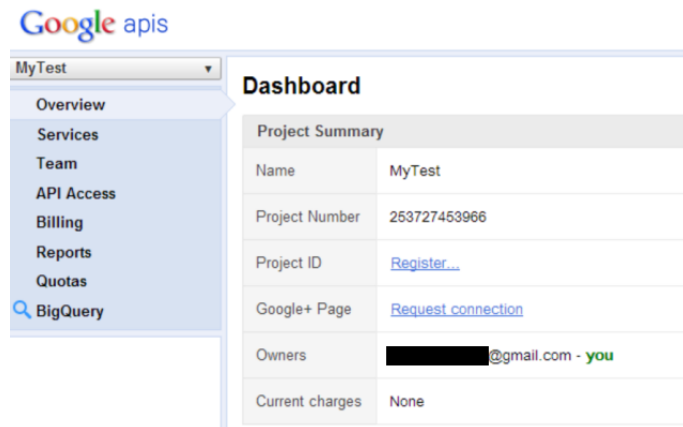 Google apis
MyTest
Overview
Services
Team
API Access
Billing
Reports
Quotas
BigQuery
Dashboard
Project Summary
Name MyTest
Project Number 253727453966
Project ID Register...
Google+ Page Request connection
Owners @gmail.com - you
Current charges None